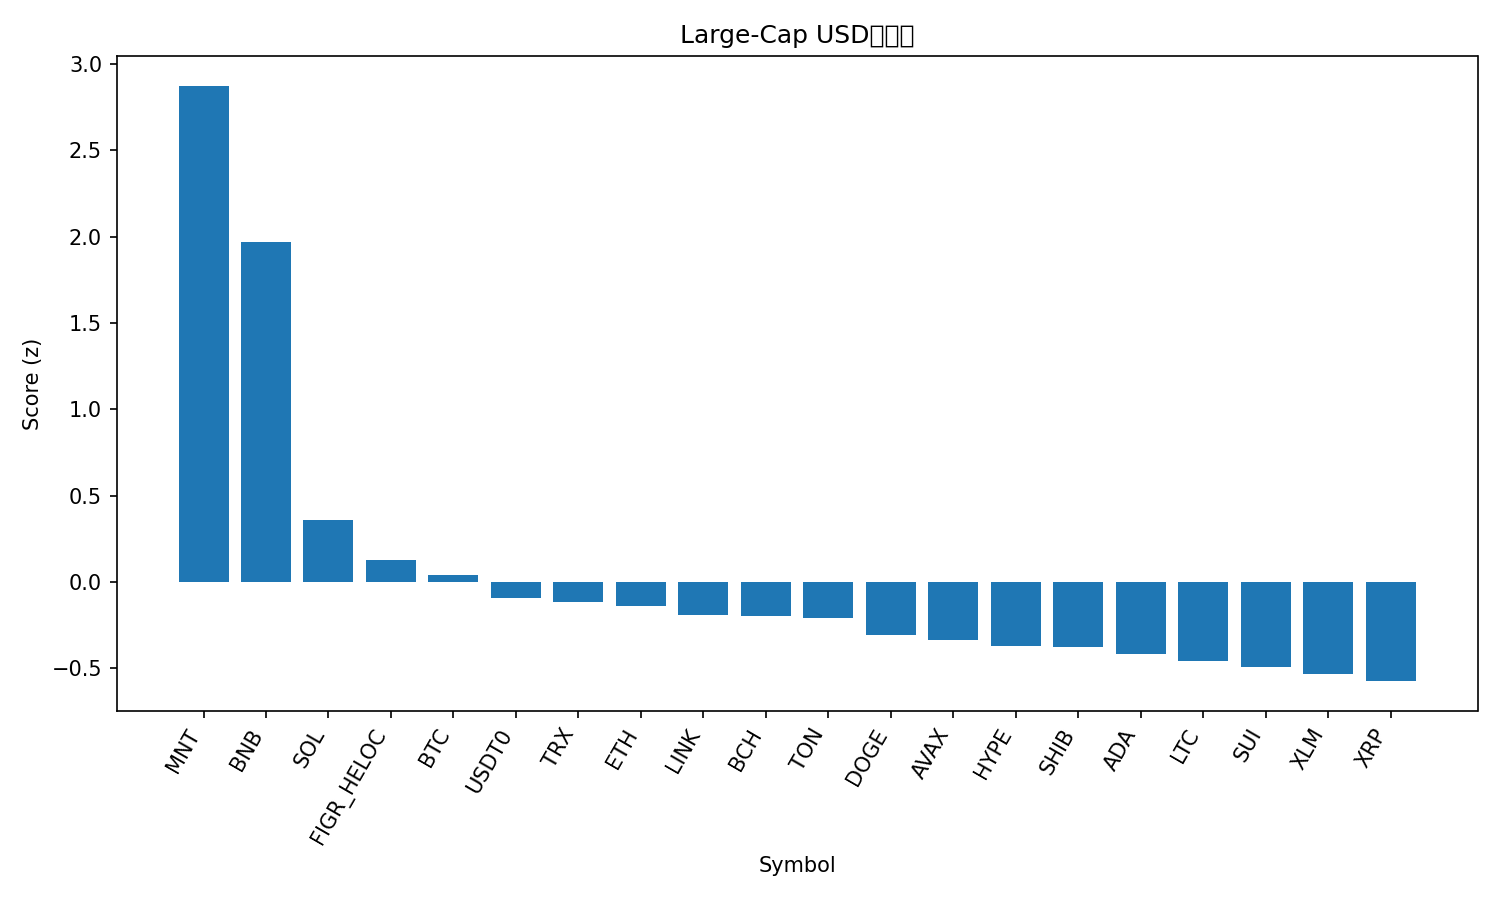 Large-Cap USD
3.0
2.5
2.0
1.5
1.0
0.5
0.0
−0.5
Score (z)
MNT
BNB
SOL
FIGR_HELOC
BTC
USDT0
TRX
ETH
LINK
BCH
TON
DOGE
AVAX
HYPE
SHIB
ADA
LTC
SUI
XLM
XRP
Symbol